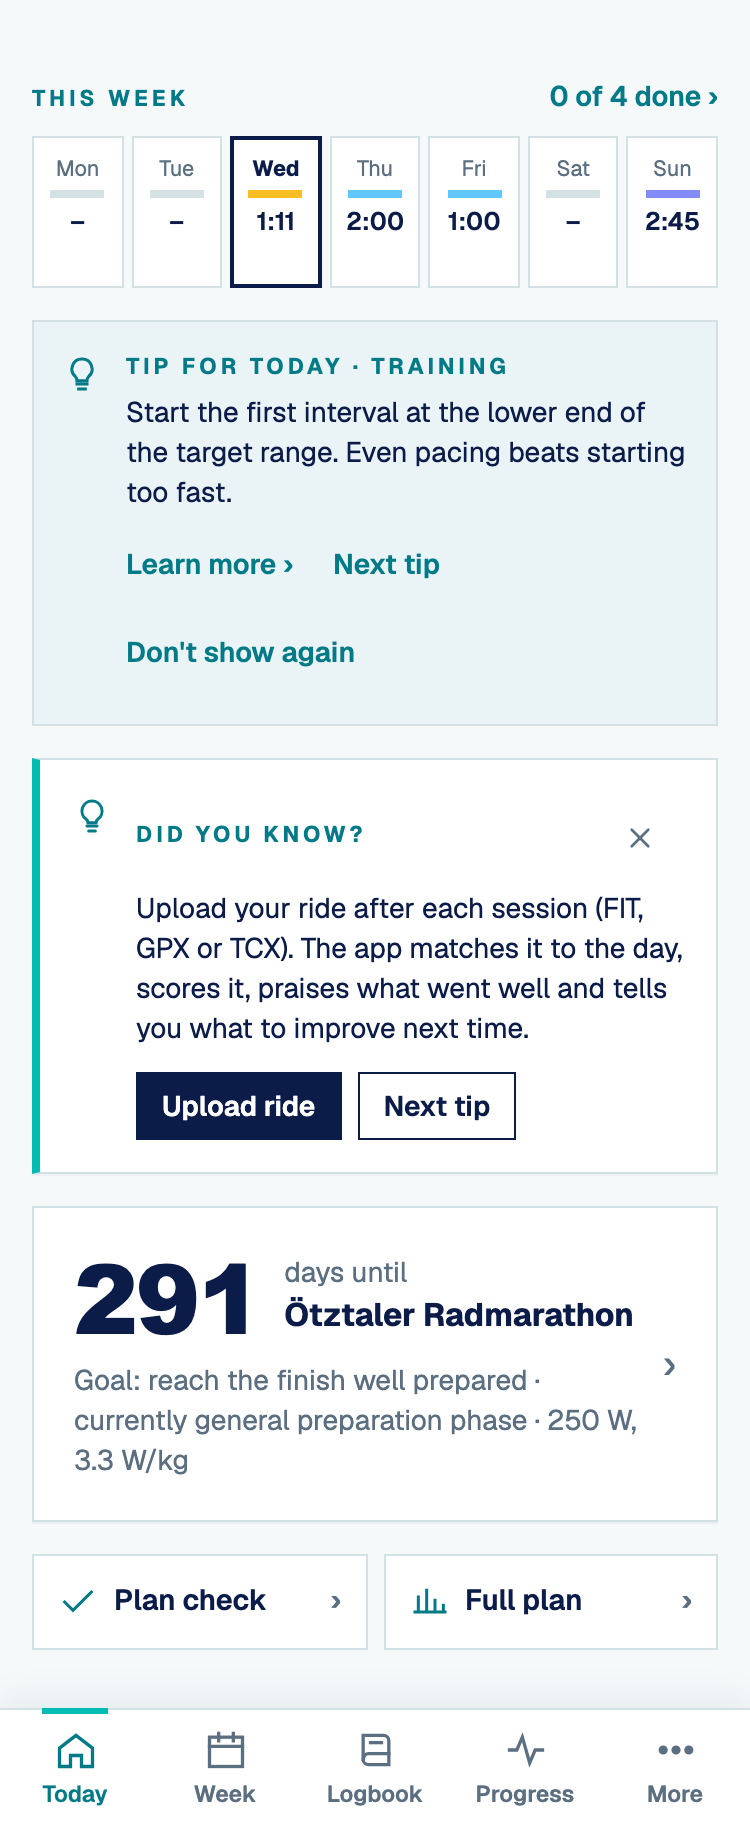 THIS WEEK
0 of 4 done ›
Mon Tue Wed Thu Fri Sat Sun
– – 1:11 2:00 1:00 – 2:45
TIP FOR TODAY · TRAINING
Start the first interval at the lower end of
the target range. Even pacing beats starting
too fast.
Learn more › Next tip
Don't show again
DID YOU KNOW?
Upload your ride after each session (FIT,
GPX or TCX). The app matches it to the day,
scores it, praises what went well and tells
you what to improve next time.
Upload ride Next tip
291
days until
Ötztaler Radmarathon
Goal: reach the finish well prepared ·
currently general preparation phase · 250 W,
3.3 W/kg
›
Plan check › Full plan ›
Today Week Logbook Progress More